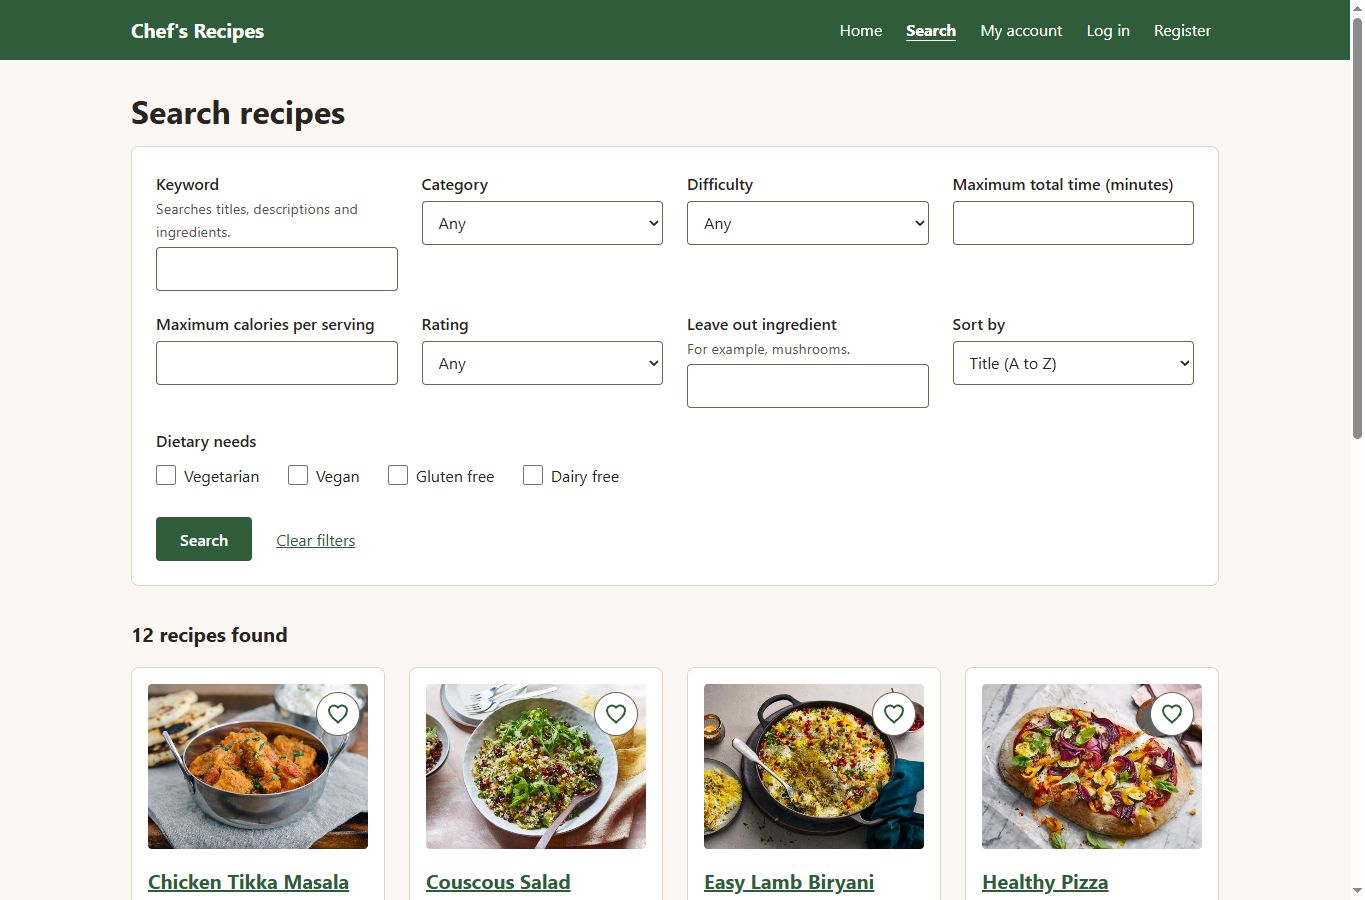 Chef's Recipes
Home
Search
My account
Log in
Register
Search recipes
Keyword
Searches titles, descriptions and
ingredients.
Category
Any
Difficulty
Any
Maximum total time (minutes)
Maximum calories per serving
Rating
Any
Leave out ingredient
For example, mushrooms.
Sort by
Title (A to Z)
Dietary needs
Vegetarian
Vegan
Gluten free
Dairy free
Search
Clear filters
12 recipes found
Chicken Tikka Masala
Couscous Salad
Easy Lamb Biryani
Healthy Pizza